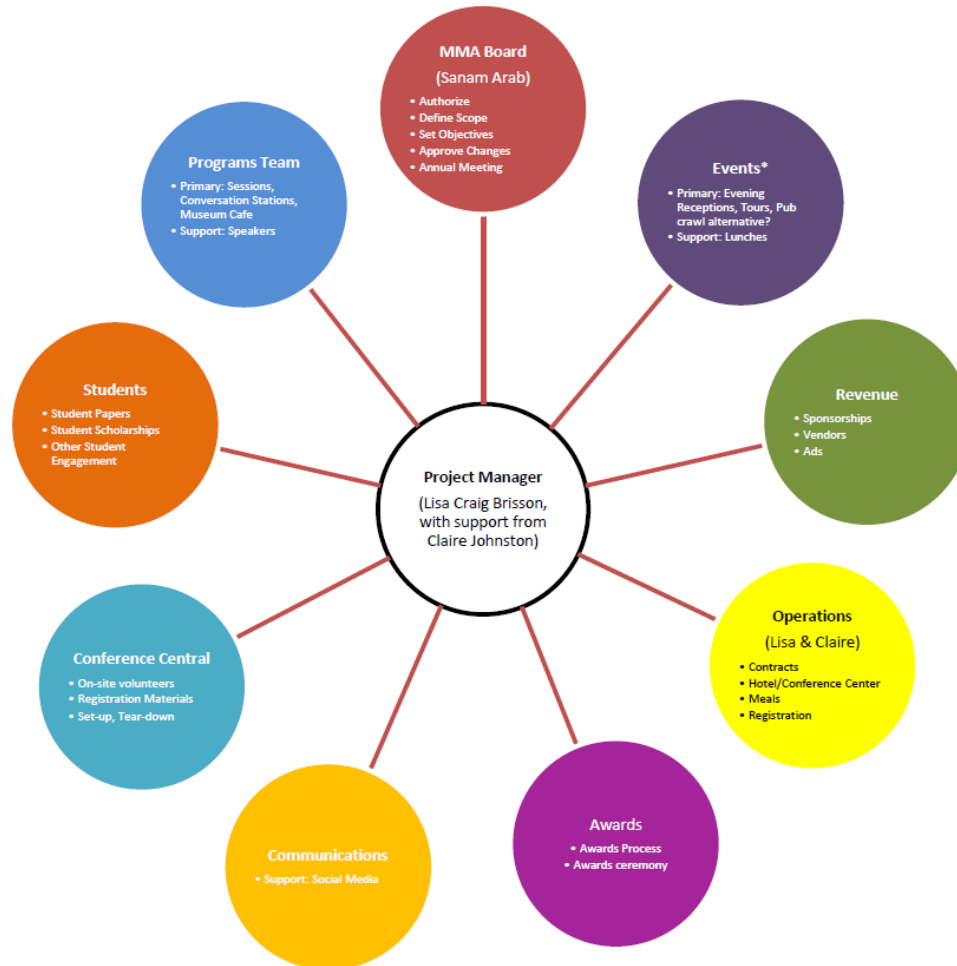 MMA Board
(Sanam Arab)
• Authorize
• Define Scope
• Set Objectives
• Approve Changes
• Annual Meeting
Events*
• Primary: Evening
Receptions, Tours, Pub
crawl alternative?
• Support: Lunches
Revenue
• Sponsorships
• Vendors
• Ads
Operations
(Lisa & Claire)
• Contracts
• Hotel/Conference Center
• Meals
• Registration
Awards
• Awards Process
• Awards ceremony
Communications
• Support: Social Media
Conference Central
• On-site volunteers
• Registration Materials
• Set-up, Tear-down
Students
• Student Papers
• Student Scholarships
• Other Student
Engagement
Programs Team
• Primary: Sessions,
Conversation Stations,
Museum Cafe
• Support: Speakers
Project Manager
(Lisa Craig Brisson,
with support from
Claire Johnston)